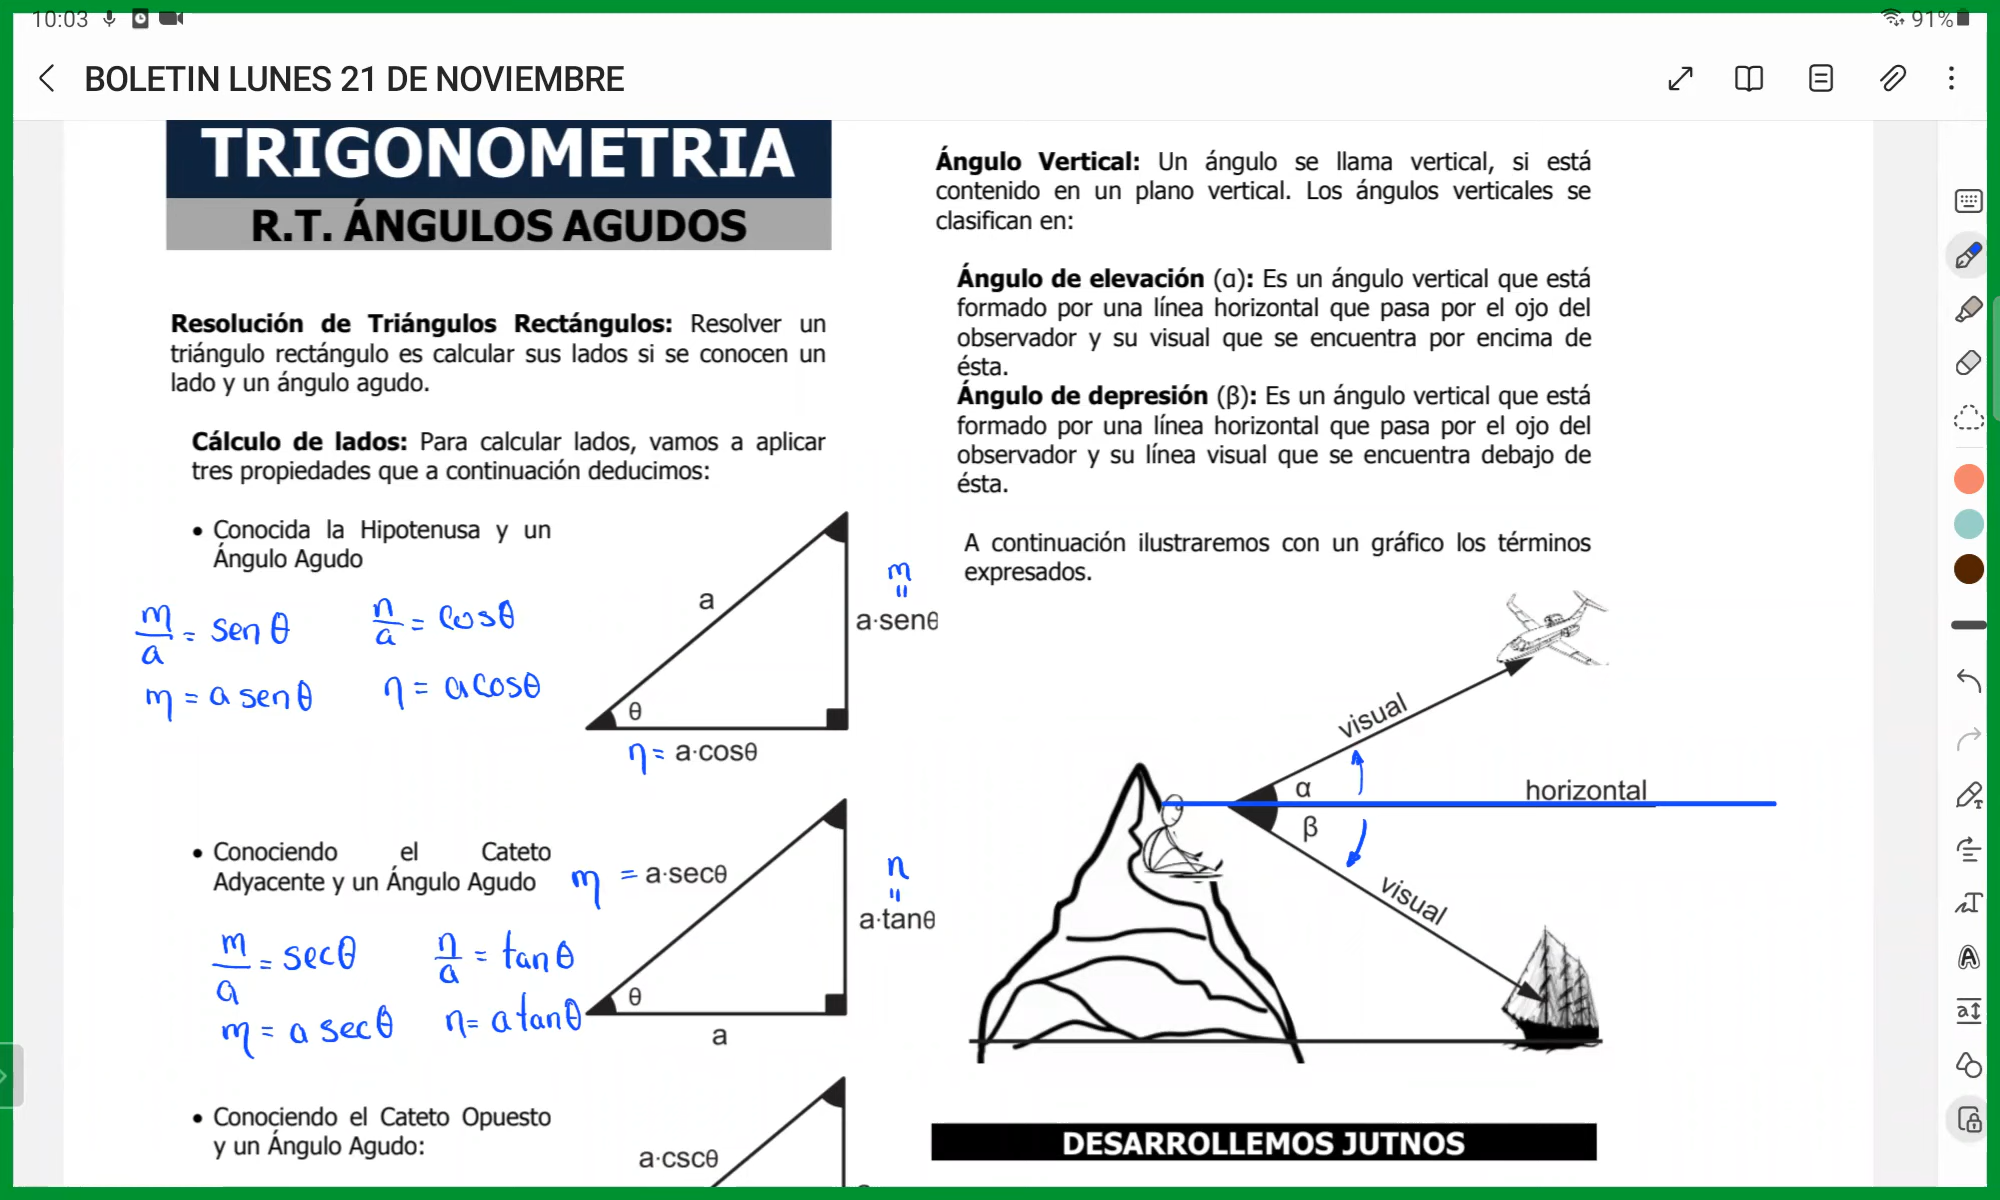 10:03
91%
BOLETIN LUNES 21 DE NOVIEMBRE
TRIGONOMETRIA
R.T. ÁNGULOS AGUDOS
Resolución de Triángulos Rectángulos: Resolver un
triángulo rectángulo es calcular sus lados si se conocen un
lado y un ángulo agudo.
Cálculo de lados: Para calcular lados, vamos a aplicar
tres propiedades que a continuación deducimos:
• Conocida la Hipotenusa y un
Ángulo Agudo
m/a = sen θ
n/a = cos θ
m = a sen θ
n = a cos θ
a
m
=
a·senθ
θ
n = a·cosθ
• Conociendo el Cateto
Adyacente y un Ángulo Agudo
m = a·secθ
n
=
a·tanθ
m/a = sec θ
n/a = tan θ
m = a sec θ
n = a tan θ
θ
a
• Conociendo el Cateto Opuesto
y un Ángulo Agudo:
a·cscθ
Ángulo Vertical: Un ángulo se llama vertical, si está
contenido en un plano vertical. Los ángulos verticales se
clasifican en:
Ángulo de elevación (α): Es un ángulo vertical que está
formado por una línea horizontal que pasa por el ojo del
observador y su visual que se encuentra por encima de
ésta.
Ángulo de depresión (β): Es un ángulo vertical que está
formado por una línea horizontal que pasa por el ojo del
observador y su línea visual que se encuentra debajo de
ésta.
A continuación ilustraremos con un gráfico los términos
expresados.
visual
α
horizontal
β
visual
DESARROLLEMOS JUTNOS